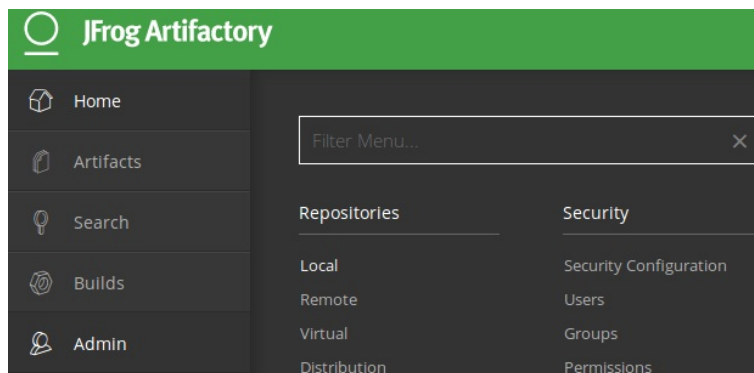 JFrog Artifactory
Home
Artifacts
Search
Builds
Admin
Filter Menu...
Repositories
Local
Remote
Virtual
Distribution
Security
Security Configuration
Users
Groups
Permissions